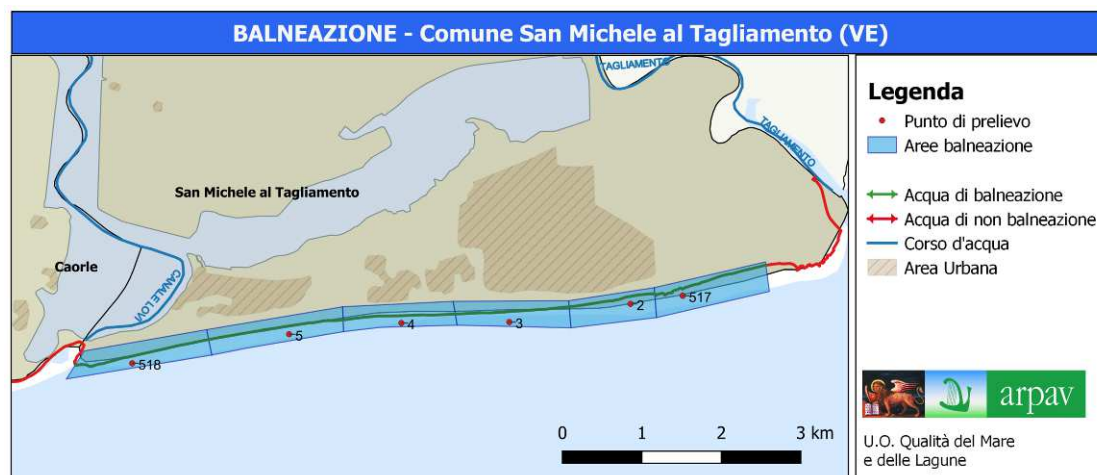 BALNEAZIONE - Comune San Michele al Tagliamento (VE)
TAGLIAMENTO
TAGLIAMENTO
San Michele al Tagliamento
Caorle
CANALE LOVI
518
5
4
3
2
517
0 1 2 3 km
Legenda
Punto di prelievo
Aree balneazione
Acqua di balneazione
Acqua di non balneazione
Corso d'acqua
Area Urbana
arpav
U.O. Qualità del Mare
e delle Lagune